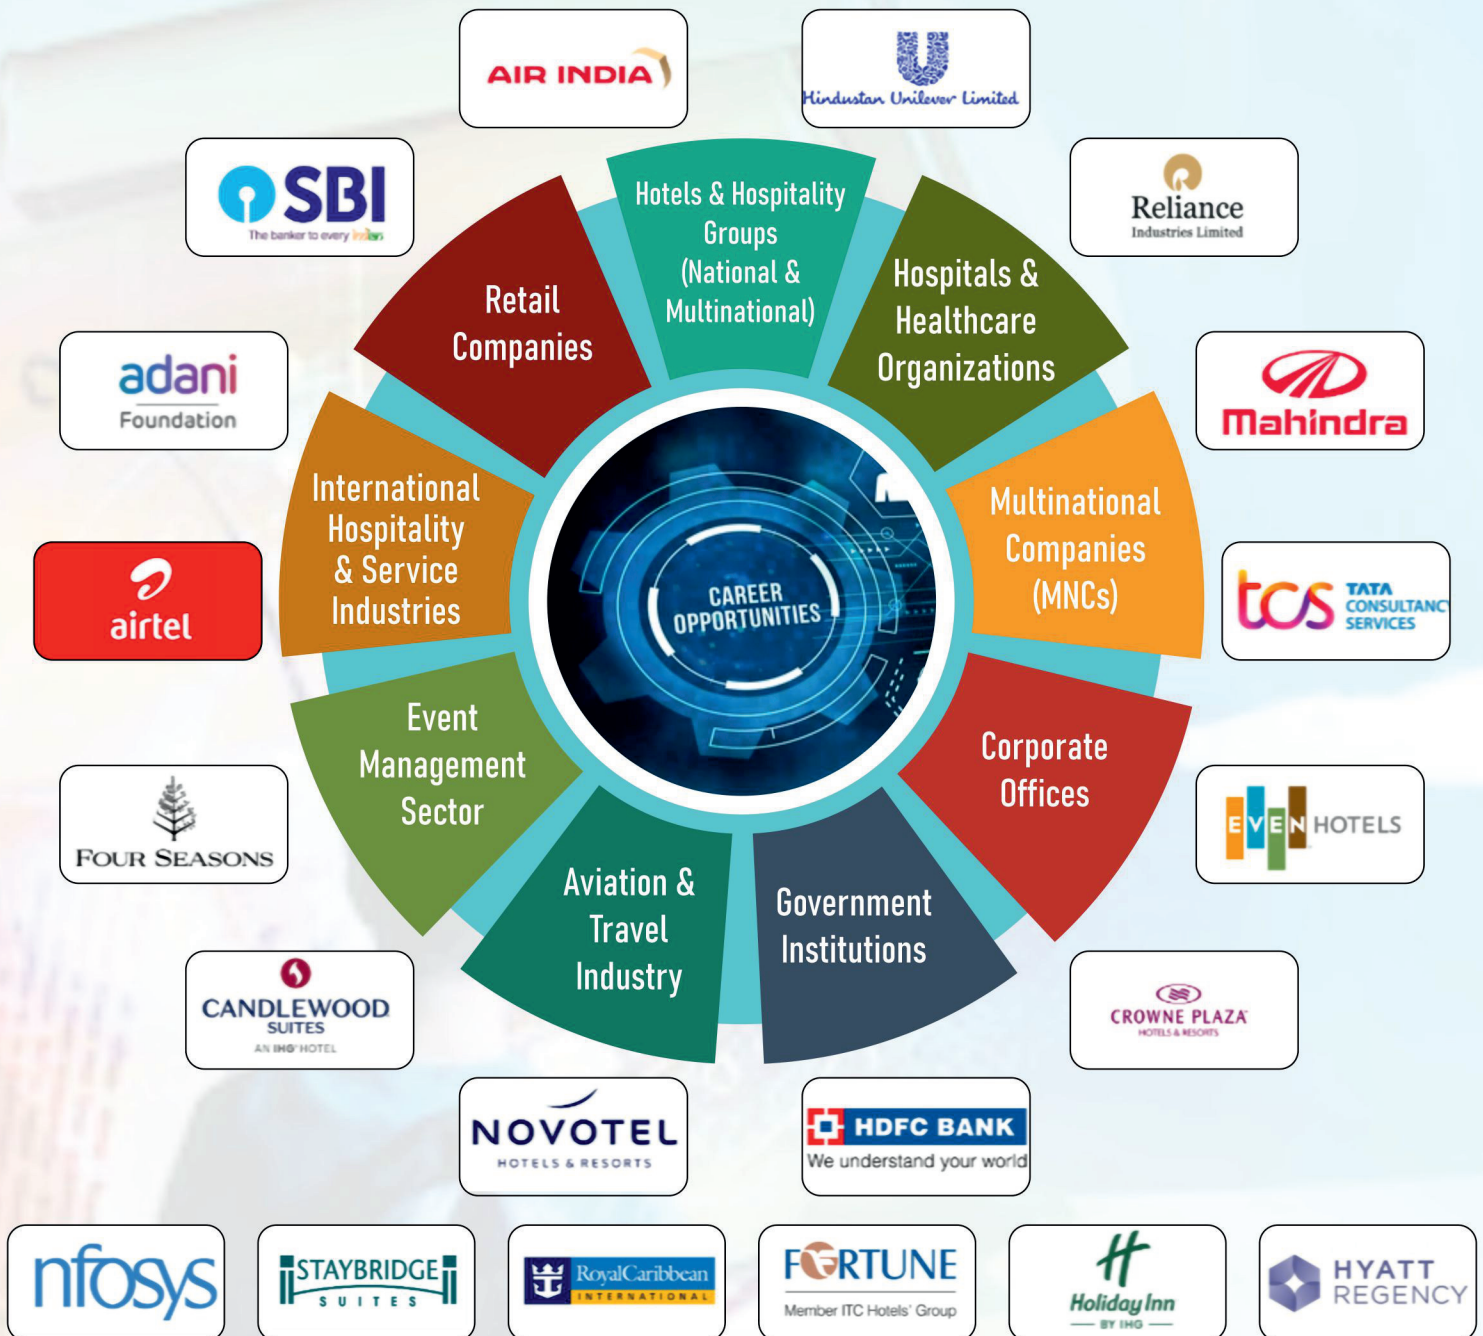 AIR INDIA
Hindustan Unilever Limited
SBI
The banker to every Indian
Reliance
Industries Limited
Hotels & Hospitality
Groups
(National &
Multinational)
Retail
Companies
Hospitals &
Healthcare
Organizations
adani
Foundation
Mahindra
International
Hospitality
& Service
Industries
Multinational
Companies
(MNCs)
CAREER
OPPORTUNITIES
airtel
tcs TATA
CONSULTANCY
SERVICES
Event
Management
Sector
Corporate
Offices
FOUR SEASONS
EVEN HOTELS
Aviation &
Travel
Industry
Government
Institutions
CANDLEWOOD
SUITES
AN IHG HOTEL
CROWNE PLAZA
HOTELS & RESORTS
NOVOTEL
HOTELS & RESORTS
HDFC BANK
We understand your world
nfosys
STAYBRIDGE
SUITES
RoyalCaribbean
INTERNATIONAL
FORTUNE
Member ITC Hotels' Group
H
Holiday Inn
BY IHG
HYATT
REGENCY